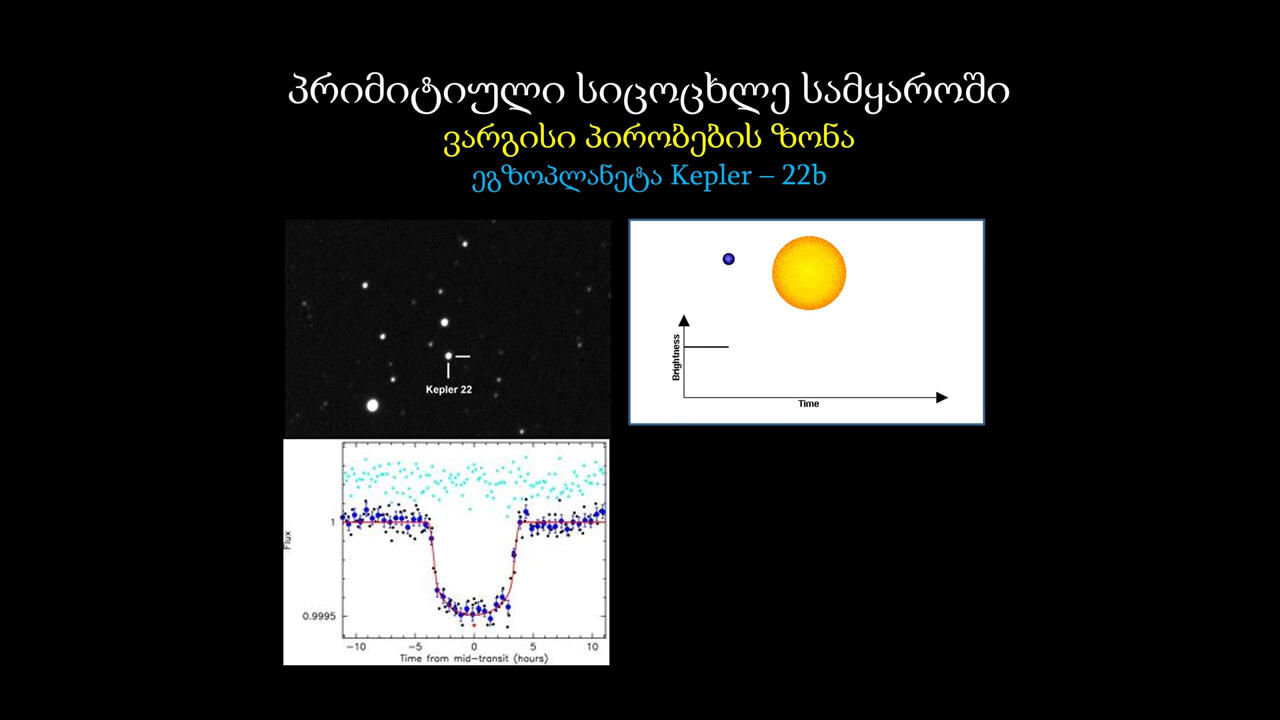 პრიმიტიული სიცოცხლე სამყაროში
ვარგისი პირობების ზონა
ეგზოპლანეტა Kepler – 22b
Kepler 22
Brightness
Time
Flux
1
0.9995
−10 −5 0 5 10
Time from mid-transit (hours)